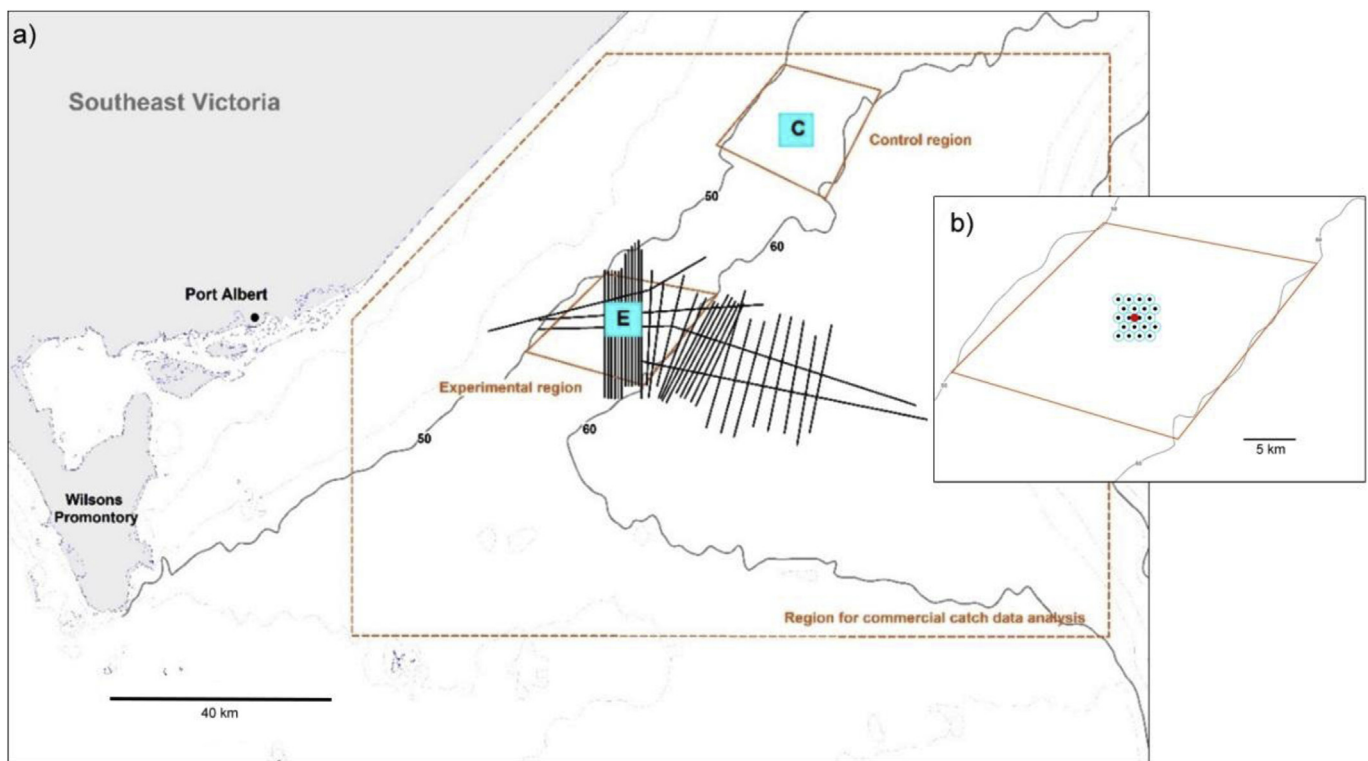 a)
Southeast Victoria
C
Control region
50
b)
60
Port Albert
E
Experimental region
50
60
5 km
Wilsons
Promontory
Region for commercial catch data analysis
40 km